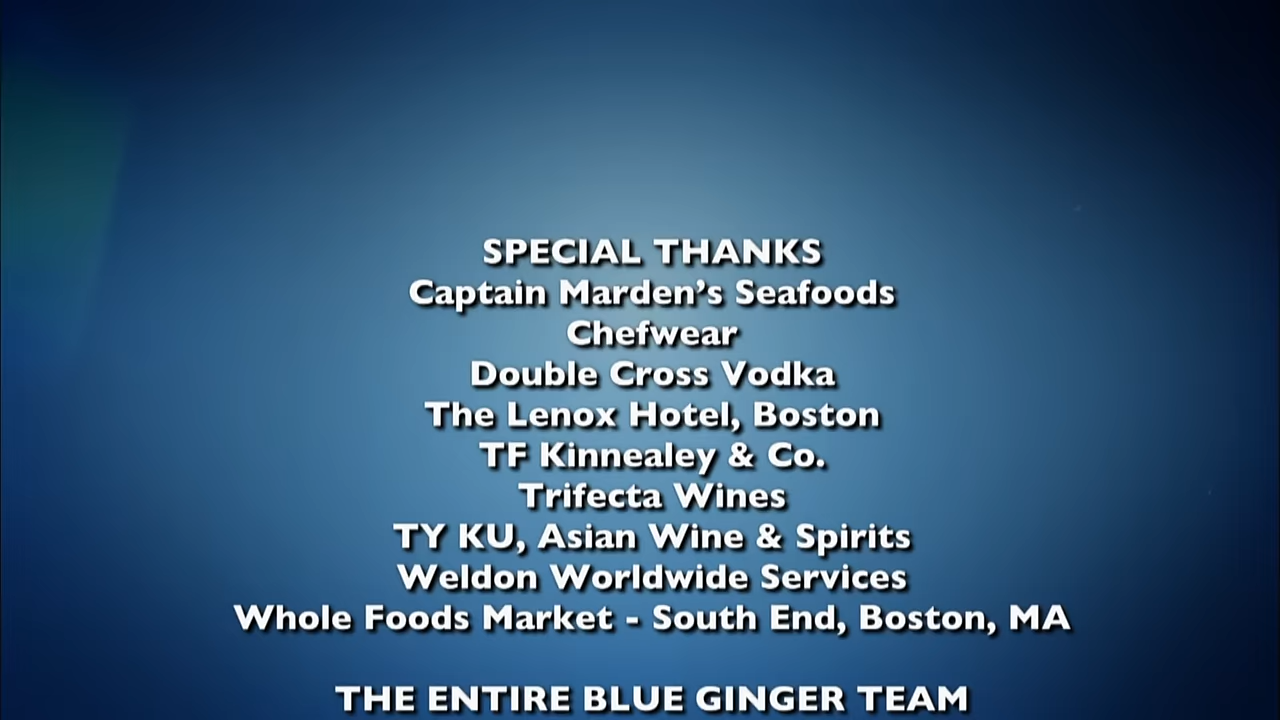 SPECIAL THANKS
Captain Marden's Seafoods
Chefwear
Double Cross Vodka
The Lenox Hotel, Boston
TF Kinnealey & Co.
Trifecta Wines
TY KU, Asian Wine & Spirits
Weldon Worldwide Services
Whole Foods Market - South End, Boston, MA
THE ENTIRE BLUE GINGER TEAM